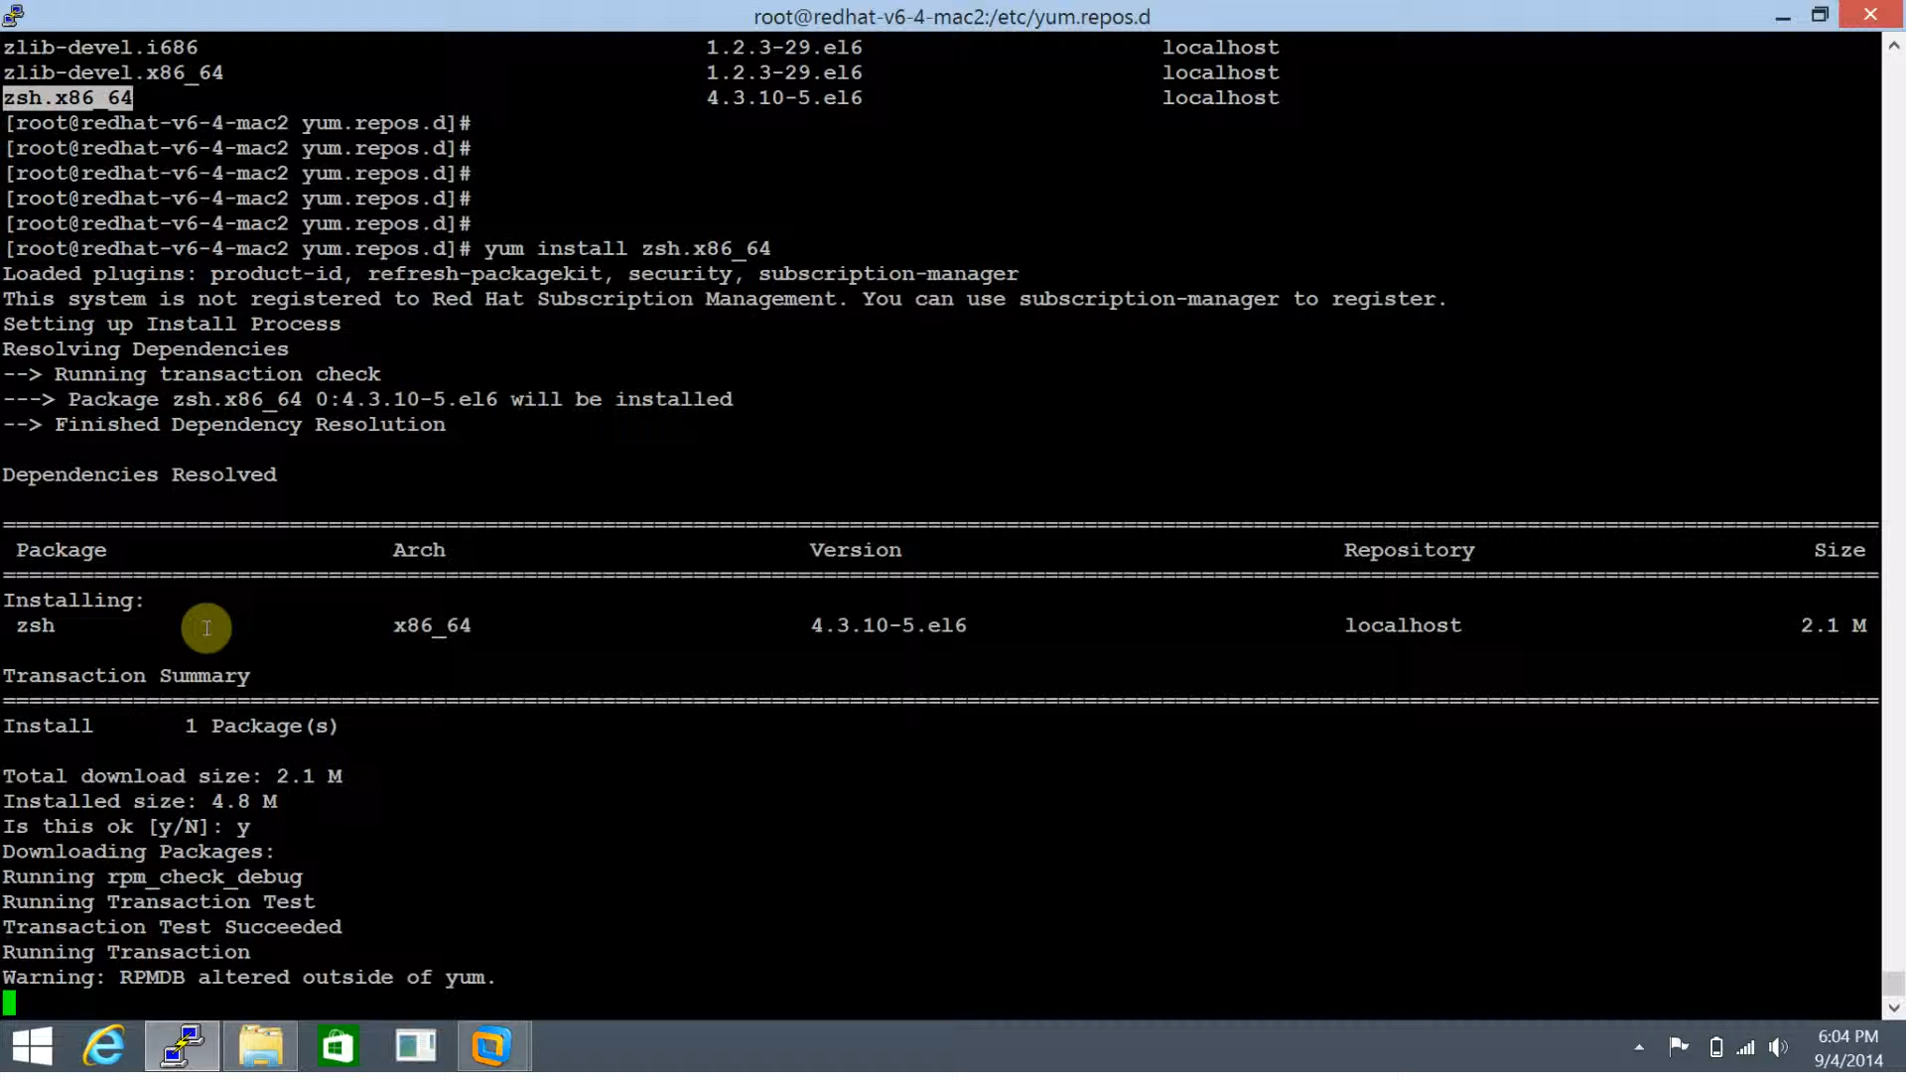 root@redhat-v6-4-mac2:/etc/yum.repos.d
zlib-devel.i686 1.2.3-29.el6 localhost
zlib-devel.x86_64 1.2.3-29.el6 localhost
zsh.x86_64 4.3.10-5.el6 localhost
[root@redhat-v6-4-mac2 yum.repos.d]#
[root@redhat-v6-4-mac2 yum.repos.d]#
[root@redhat-v6-4-mac2 yum.repos.d]#
[root@redhat-v6-4-mac2 yum.repos.d]#
[root@redhat-v6-4-mac2 yum.repos.d]#
[root@redhat-v6-4-mac2 yum.repos.d]# yum install zsh.x86_64
Loaded plugins: product-id, refresh-packagekit, security, subscription-manager
This system is not registered to Red Hat Subscription Management. You can use subscription-manager to register.
Setting up Install Process
Resolving Dependencies
--> Running transaction check
---> Package zsh.x86_64 0:4.3.10-5.el6 will be installed
--> Finished Dependency Resolution
Dependencies Resolved
================================================================================
Package Arch Version Repository Size
================================================================================
Installing:
zsh x86_64 4.3.10-5.el6 localhost 2.1 M
Transaction Summary
================================================================================
Install 1 Package(s)
Total download size: 2.1 M
Installed size: 4.8 M
Is this ok [y/N]: y
Downloading Packages:
Running rpm_check_debug
Running Transaction Test
Transaction Test Succeeded
Running Transaction
Warning: RPMDB altered outside of yum.
6:04 PM
9/4/2014